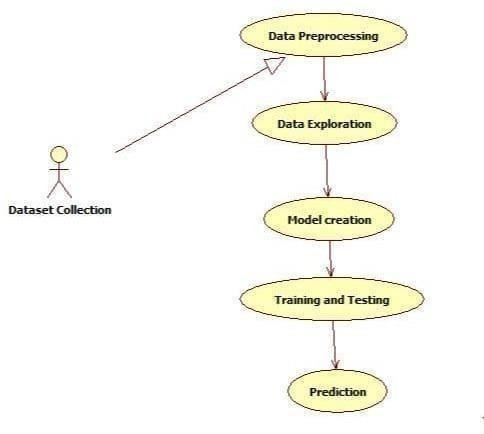 Data Preprocessing
Data Exploration
Dataset Collection
Model creation
Training and Testing
Prediction